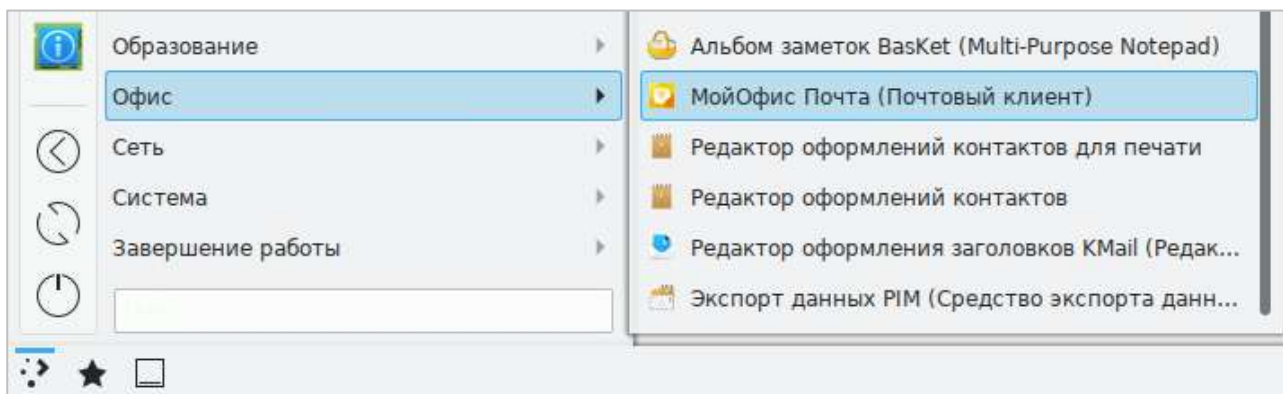 Образование
Офис
Сеть
Система
Завершение работы
Альбом заметок BasKet (Multi-Purpose Notepad)
МойОфис Почта (Почтовый клиент)
Редактор оформлений контактов для печати
Редактор оформлений контактов
Редактор оформления заголовков KMail (Редак...
Экспорт данных PIM (Средство экспорта данн...